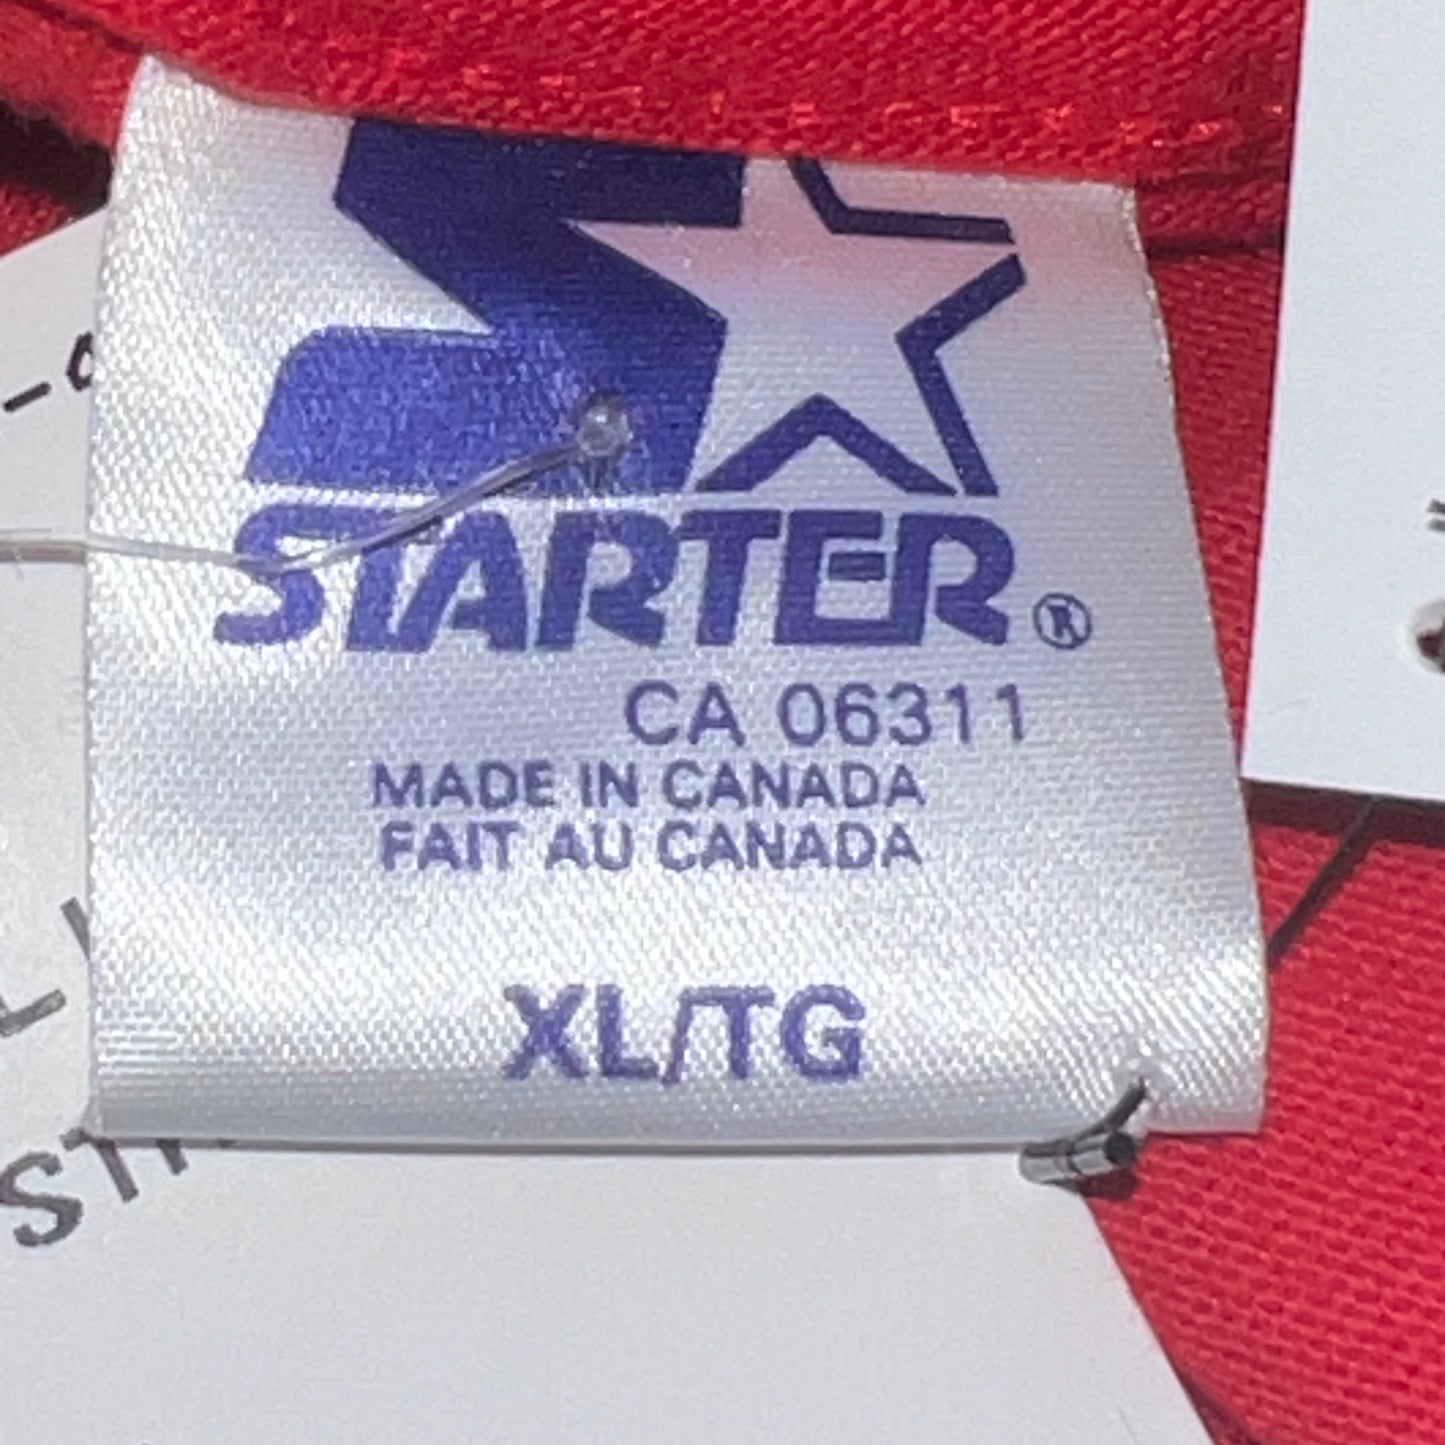 STARTER®
CA 06311
MADE IN CANADA
FAIT AU CANADA
XL/TG